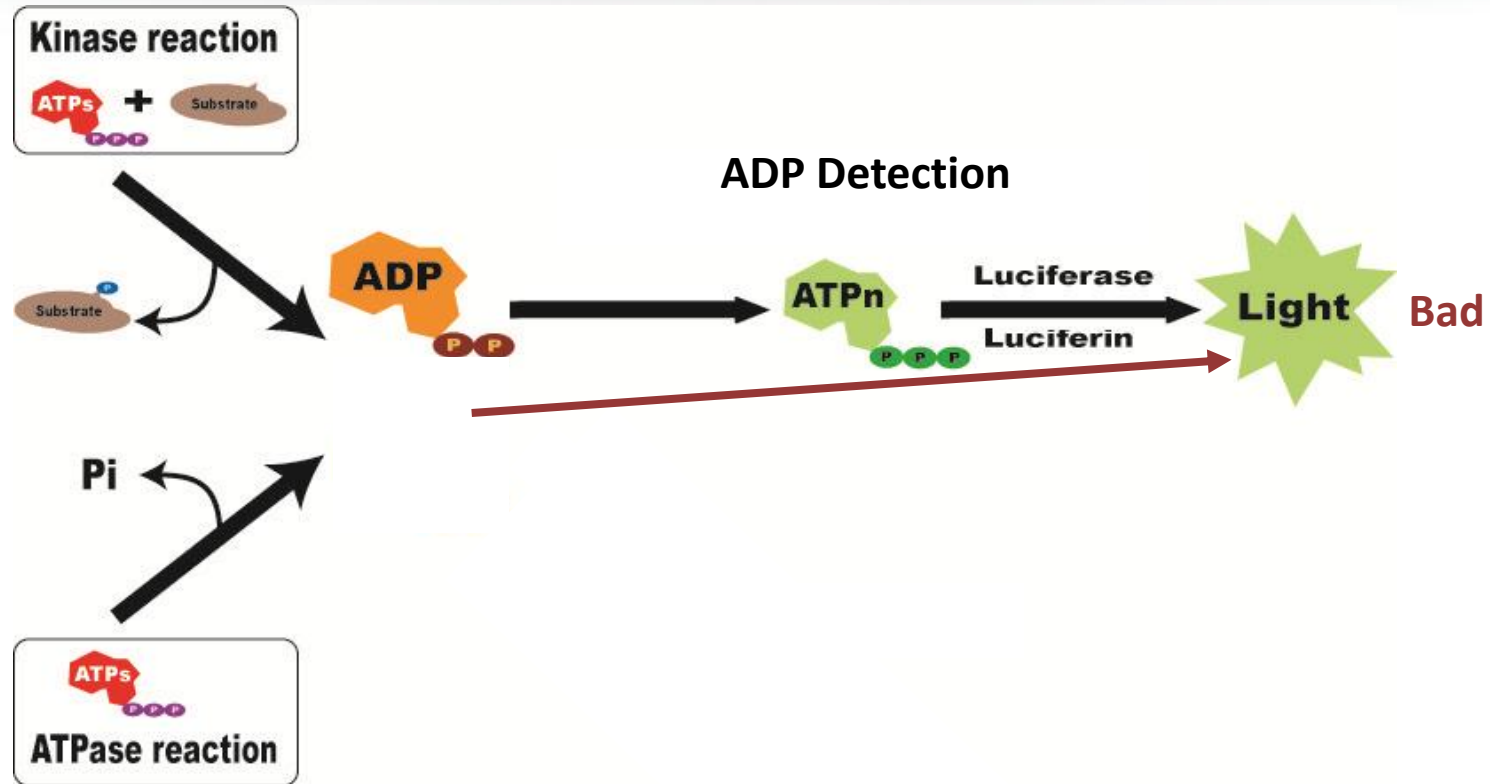 Kinase reaction
ATPs + Substrate
P P P
ADP Detection
ADP
P P
ATPn
P P P
Luciferase
Luciferin
Light
Bad
P
Substrate
Pi
ATPs
P P P
ATPase reaction